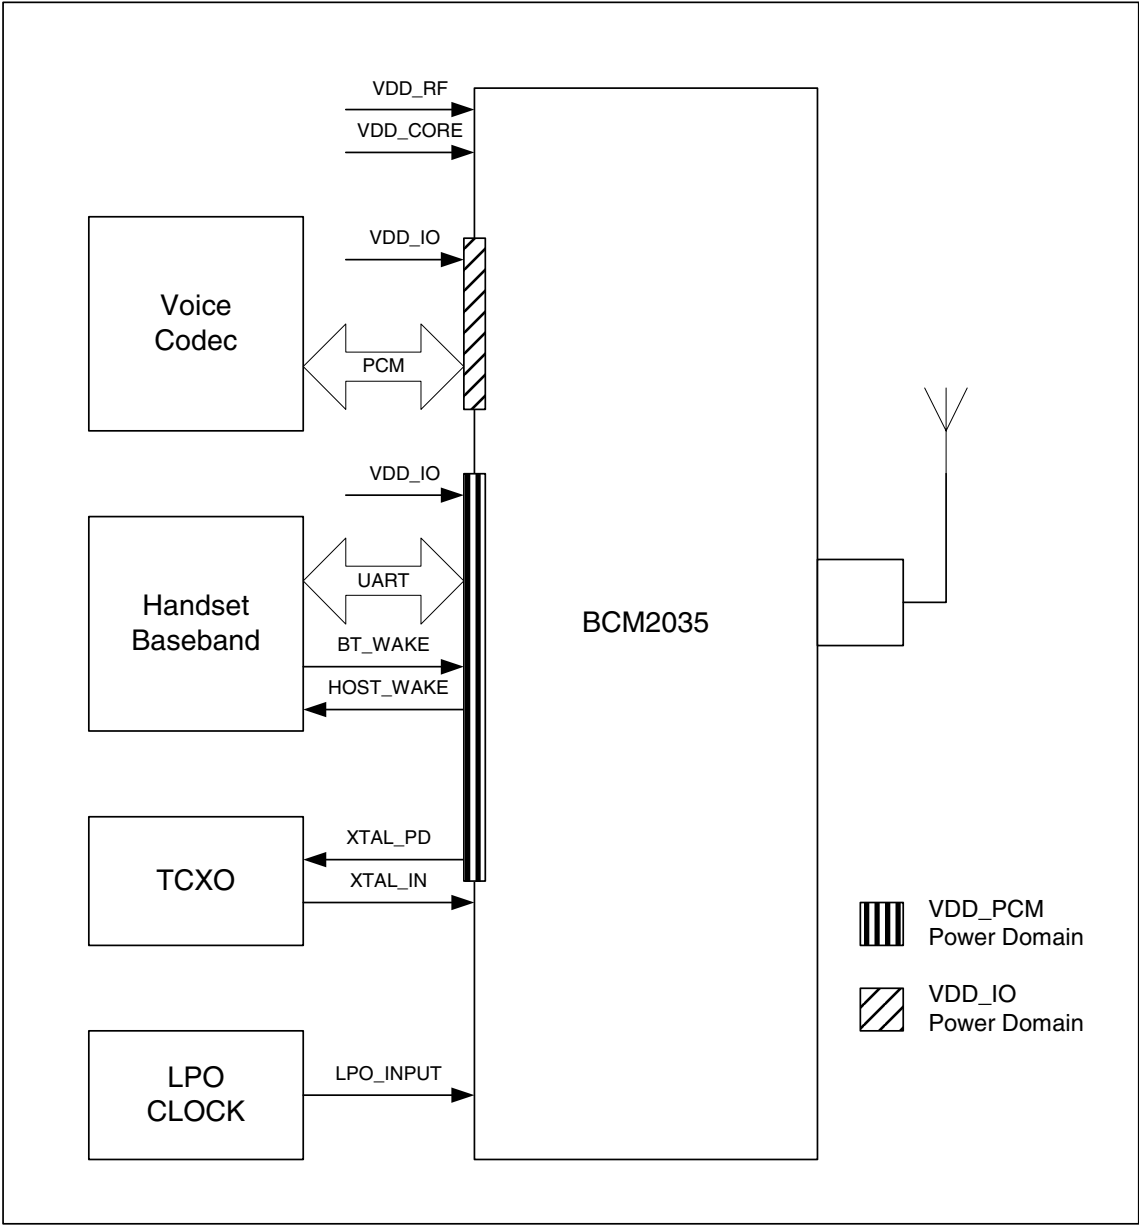 VDD_RF
VDD_CORE
VDD_IO
Voice
Codec
PCM
VDD_IO
UART
Handset
Baseband
BT_WAKE
HOST_WAKE
BCM2035
XTAL_PD
TCXO
XTAL_IN
VDD_PCM
Power Domain
VDD_IO
Power Domain
LPO
CLOCK
LPO_INPUT